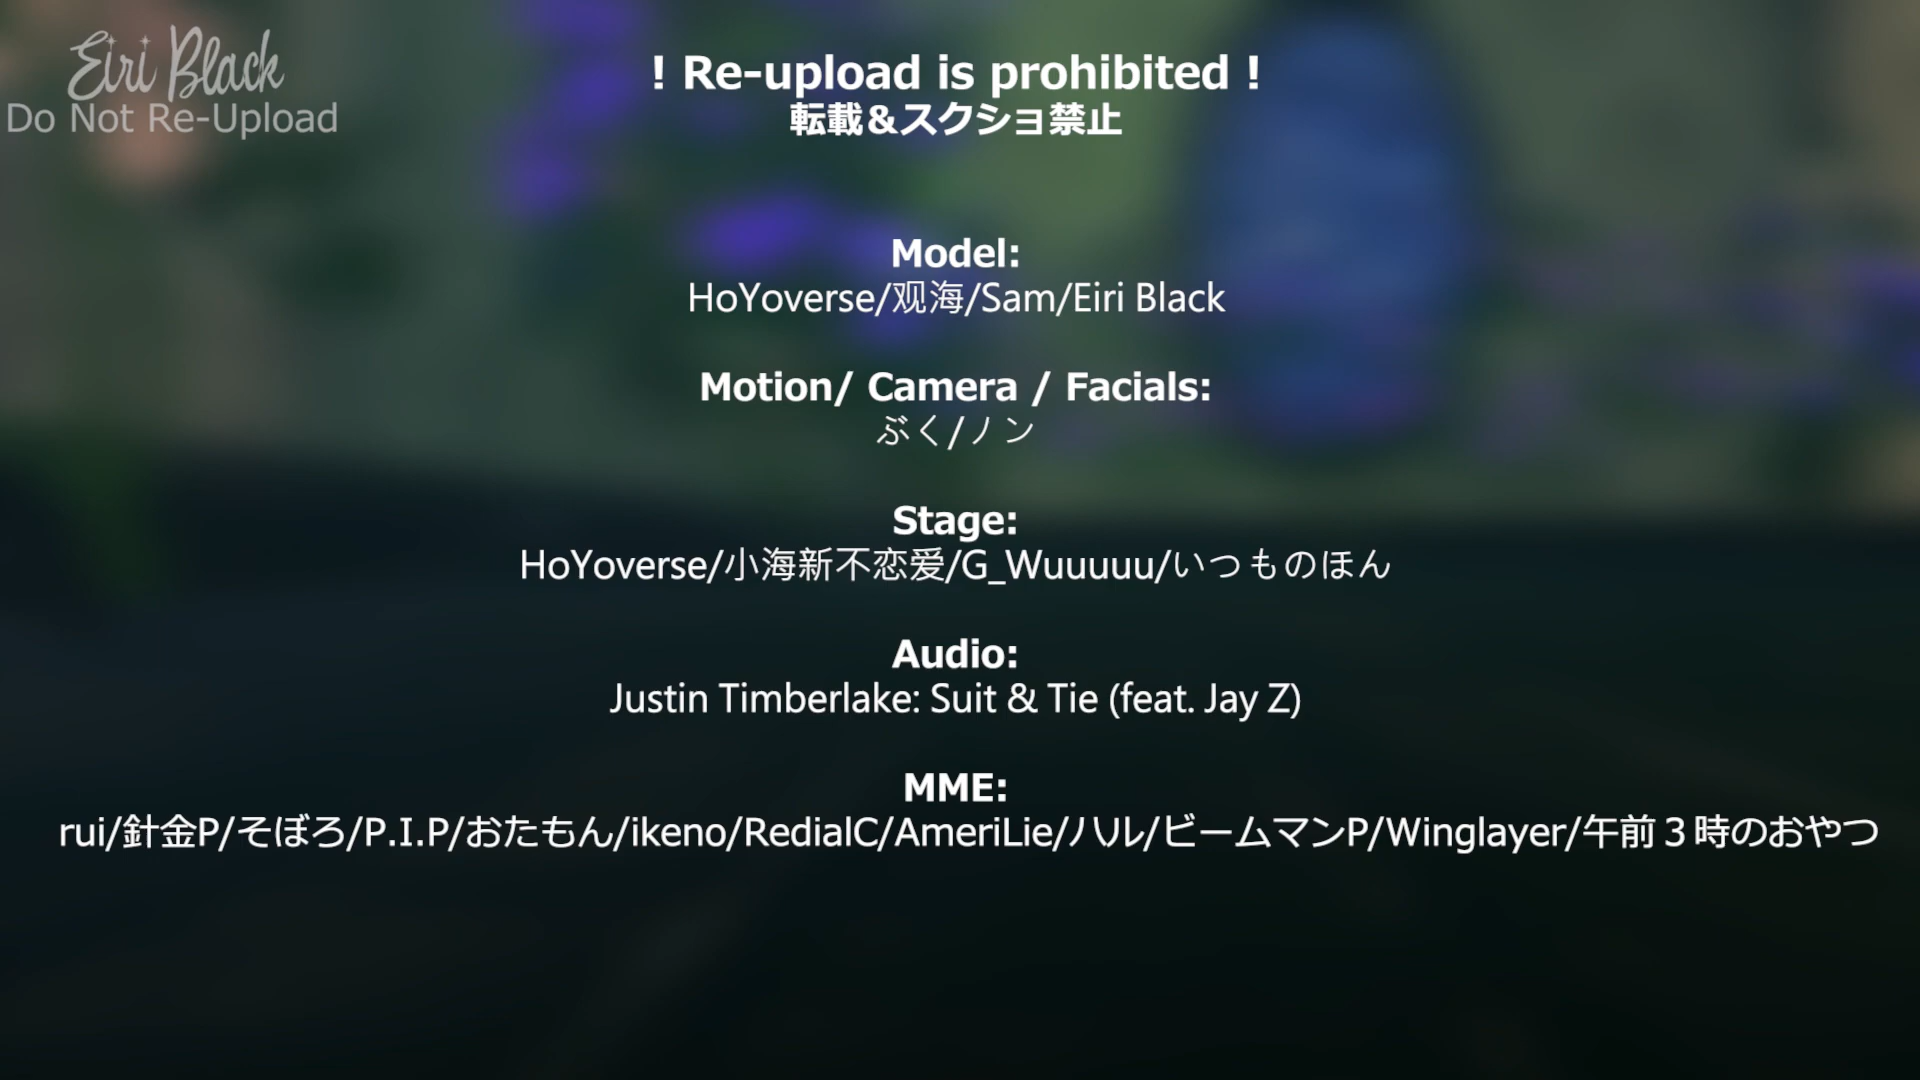 Eiri Black
Do Not Re-Upload
! Re-upload is prohibited !
転載&スクショ禁止
Model:
HoYoverse/观海/Sam/Eiri Black
Motion/ Camera / Facials:
ぶく/ノン
Stage:
HoYoverse/小海新不恋爱/G_Wuuuuu/いつものほん
Audio:
Justin Timberlake: Suit & Tie (feat. Jay Z)
MME:
rui/針金P/そぼろ/P.I.P/おたもん/ikeno/RedialC/AmeriLie/ハル/ビームマンP/Winglayer/午前３時のおやつ